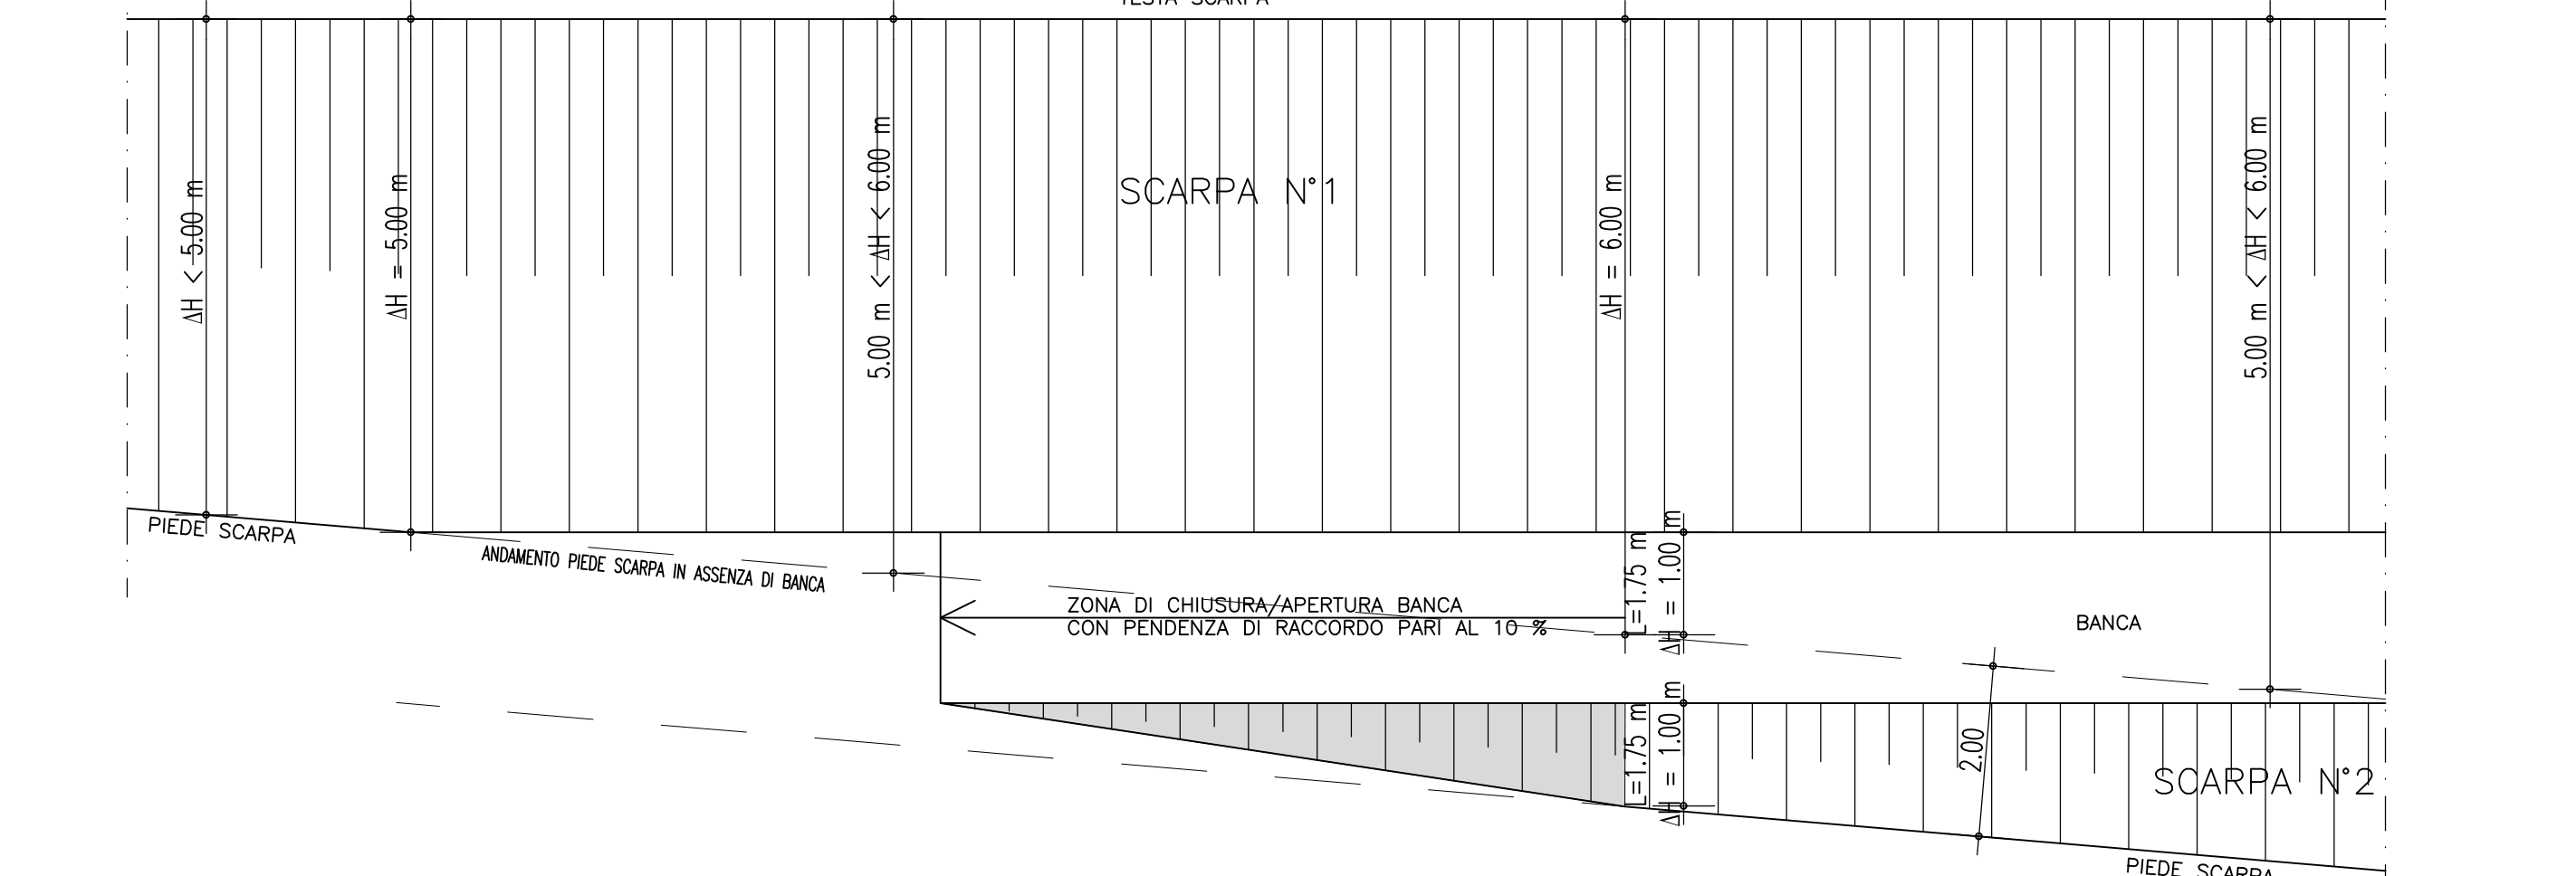 TESTA SCARPA
ΔH < 5.00 m
ΔH = 5.00 m
5.00 m < ΔH < 6.00 m
SCARPA N°1
ΔH = 6.00 m
5.00 m < ΔH < 6.00 m
PIEDE SCARPA
ANDAMENTO PIEDE SCARPA IN ASSENZA DI BANCA
ZONA DI CHIUSURA/APERTURA BANCA
CON PENDENZA DI RACCORDO PARI AL 10 %
L=1.75 m
ΔH = 1.00 m
BANCA
L=1.75 m
ΔH = 1.00 m
2.00
SCARPA N°2
PIEDE SCARPA